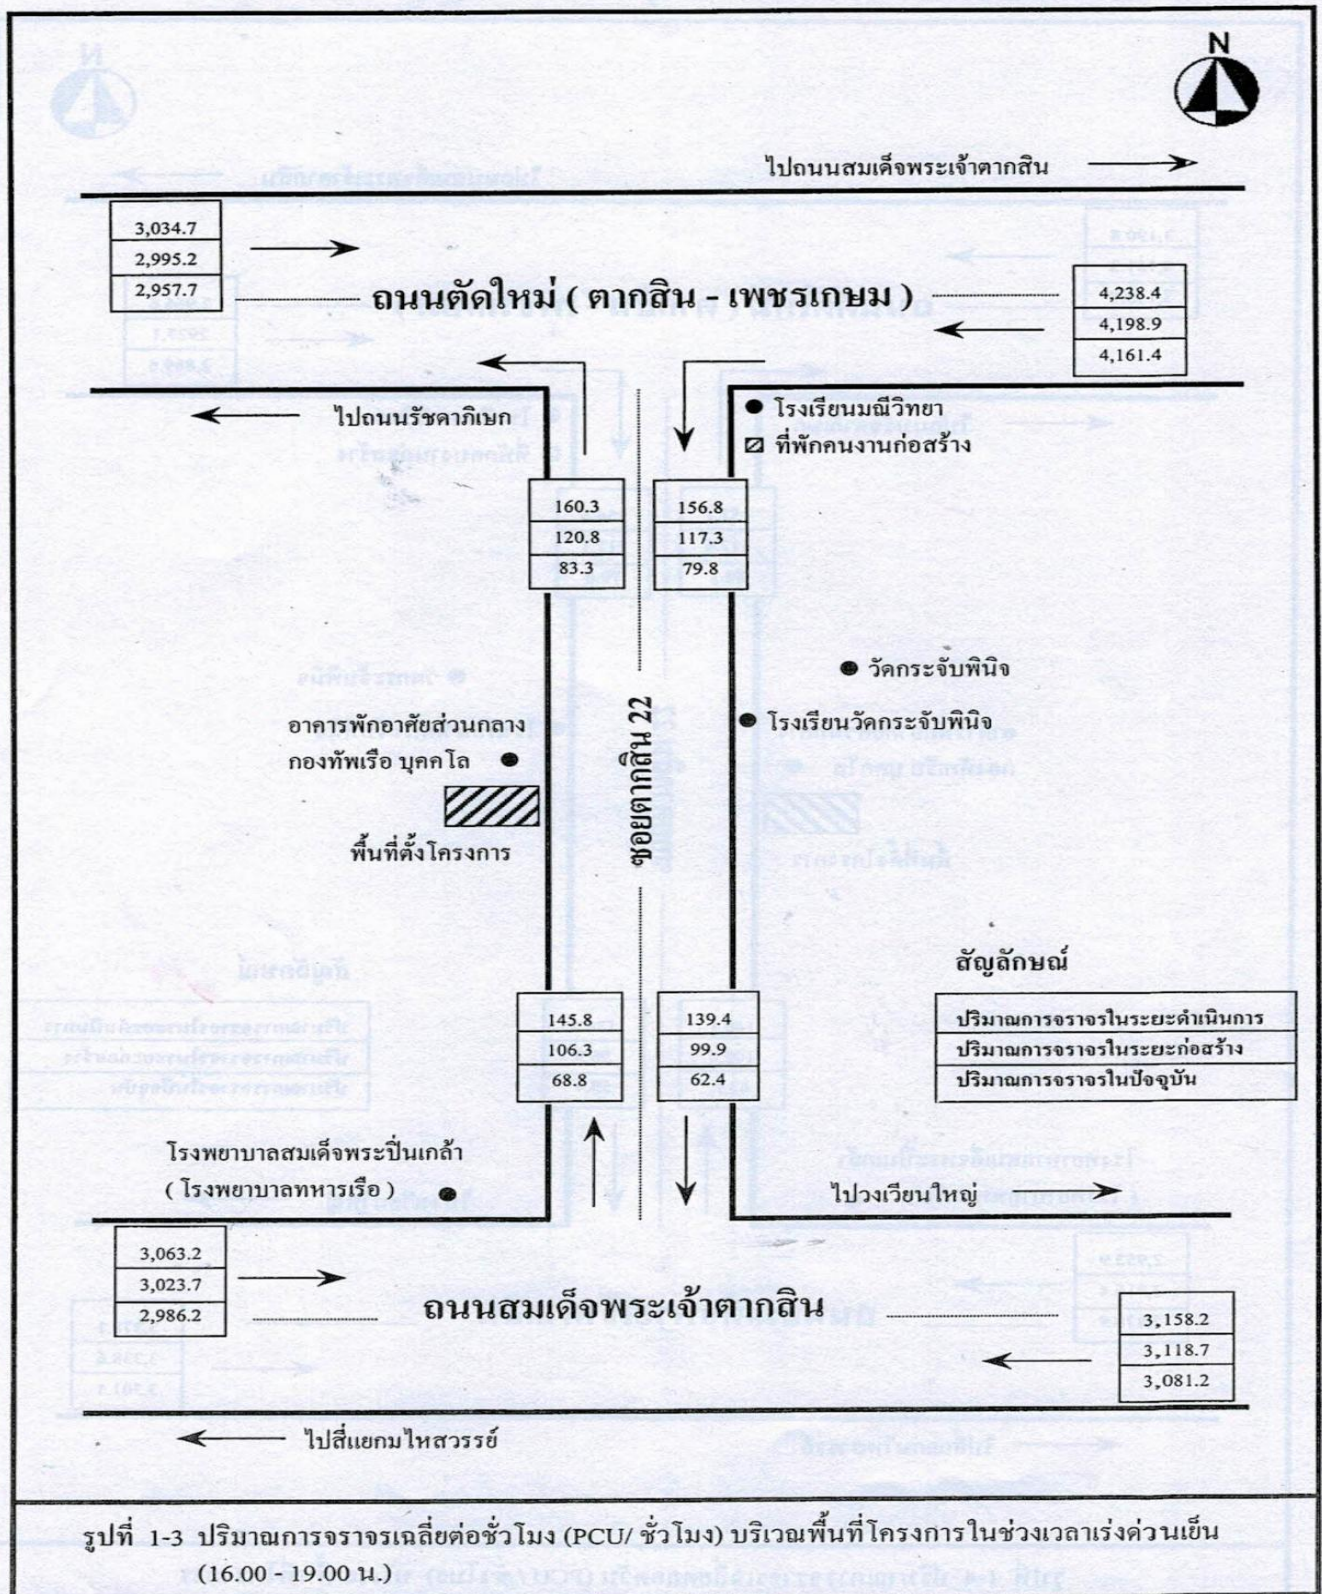 N
ไปถนนสมเด็จพระเจ้าตากสิน
3,034.7
2,995.2
2,957.7
ถนนตัดใหม่ ( ตากสิน - เพชรเกษม )
4,238.4
4,198.9
4,161.4
ไปถนนรัชดาภิเษก
โรงเรียนมณีวิทยา
ที่พักคนงานก่อสร้าง
160.3
120.8
83.3
156.8
117.3
79.8
วัดกระจับพินิจ
โรงเรียนวัดกระจับพินิจ
อาคารพักอาศัยส่วนกลาง
กองทัพเรือ บุคคโล
พื้นที่ตั้งโครงการ
ซอยตากสิน 22
สัญลักษณ์
ปริมาณการจราจรในระยะดำเนินการ
ปริมาณการจราจรในระยะก่อสร้าง
ปริมาณการจราจรในปัจจุบัน
145.8
106.3
68.8
139.4
99.9
62.4
โรงพยาบาลสมเด็จพระปิ่นเกล้า
( โรงพยาบาลทหารเรือ )
ไปวงเวียนใหญ่
3,063.2
3,023.7
2,986.2
ถนนสมเด็จพระเจ้าตากสิน
3,158.2
3,118.7
3,081.2
ไปสี่แยกมไหสวรรย์
รูปที่ 1-3 ปริมาณการจราจรเฉลี่ยต่อชั่วโมง (PCU/ ชั่วโมง) บริเวณพื้นที่โครงการในช่วงเวลาเร่งด่วนเย็น
(16.00 - 19.00 น.)